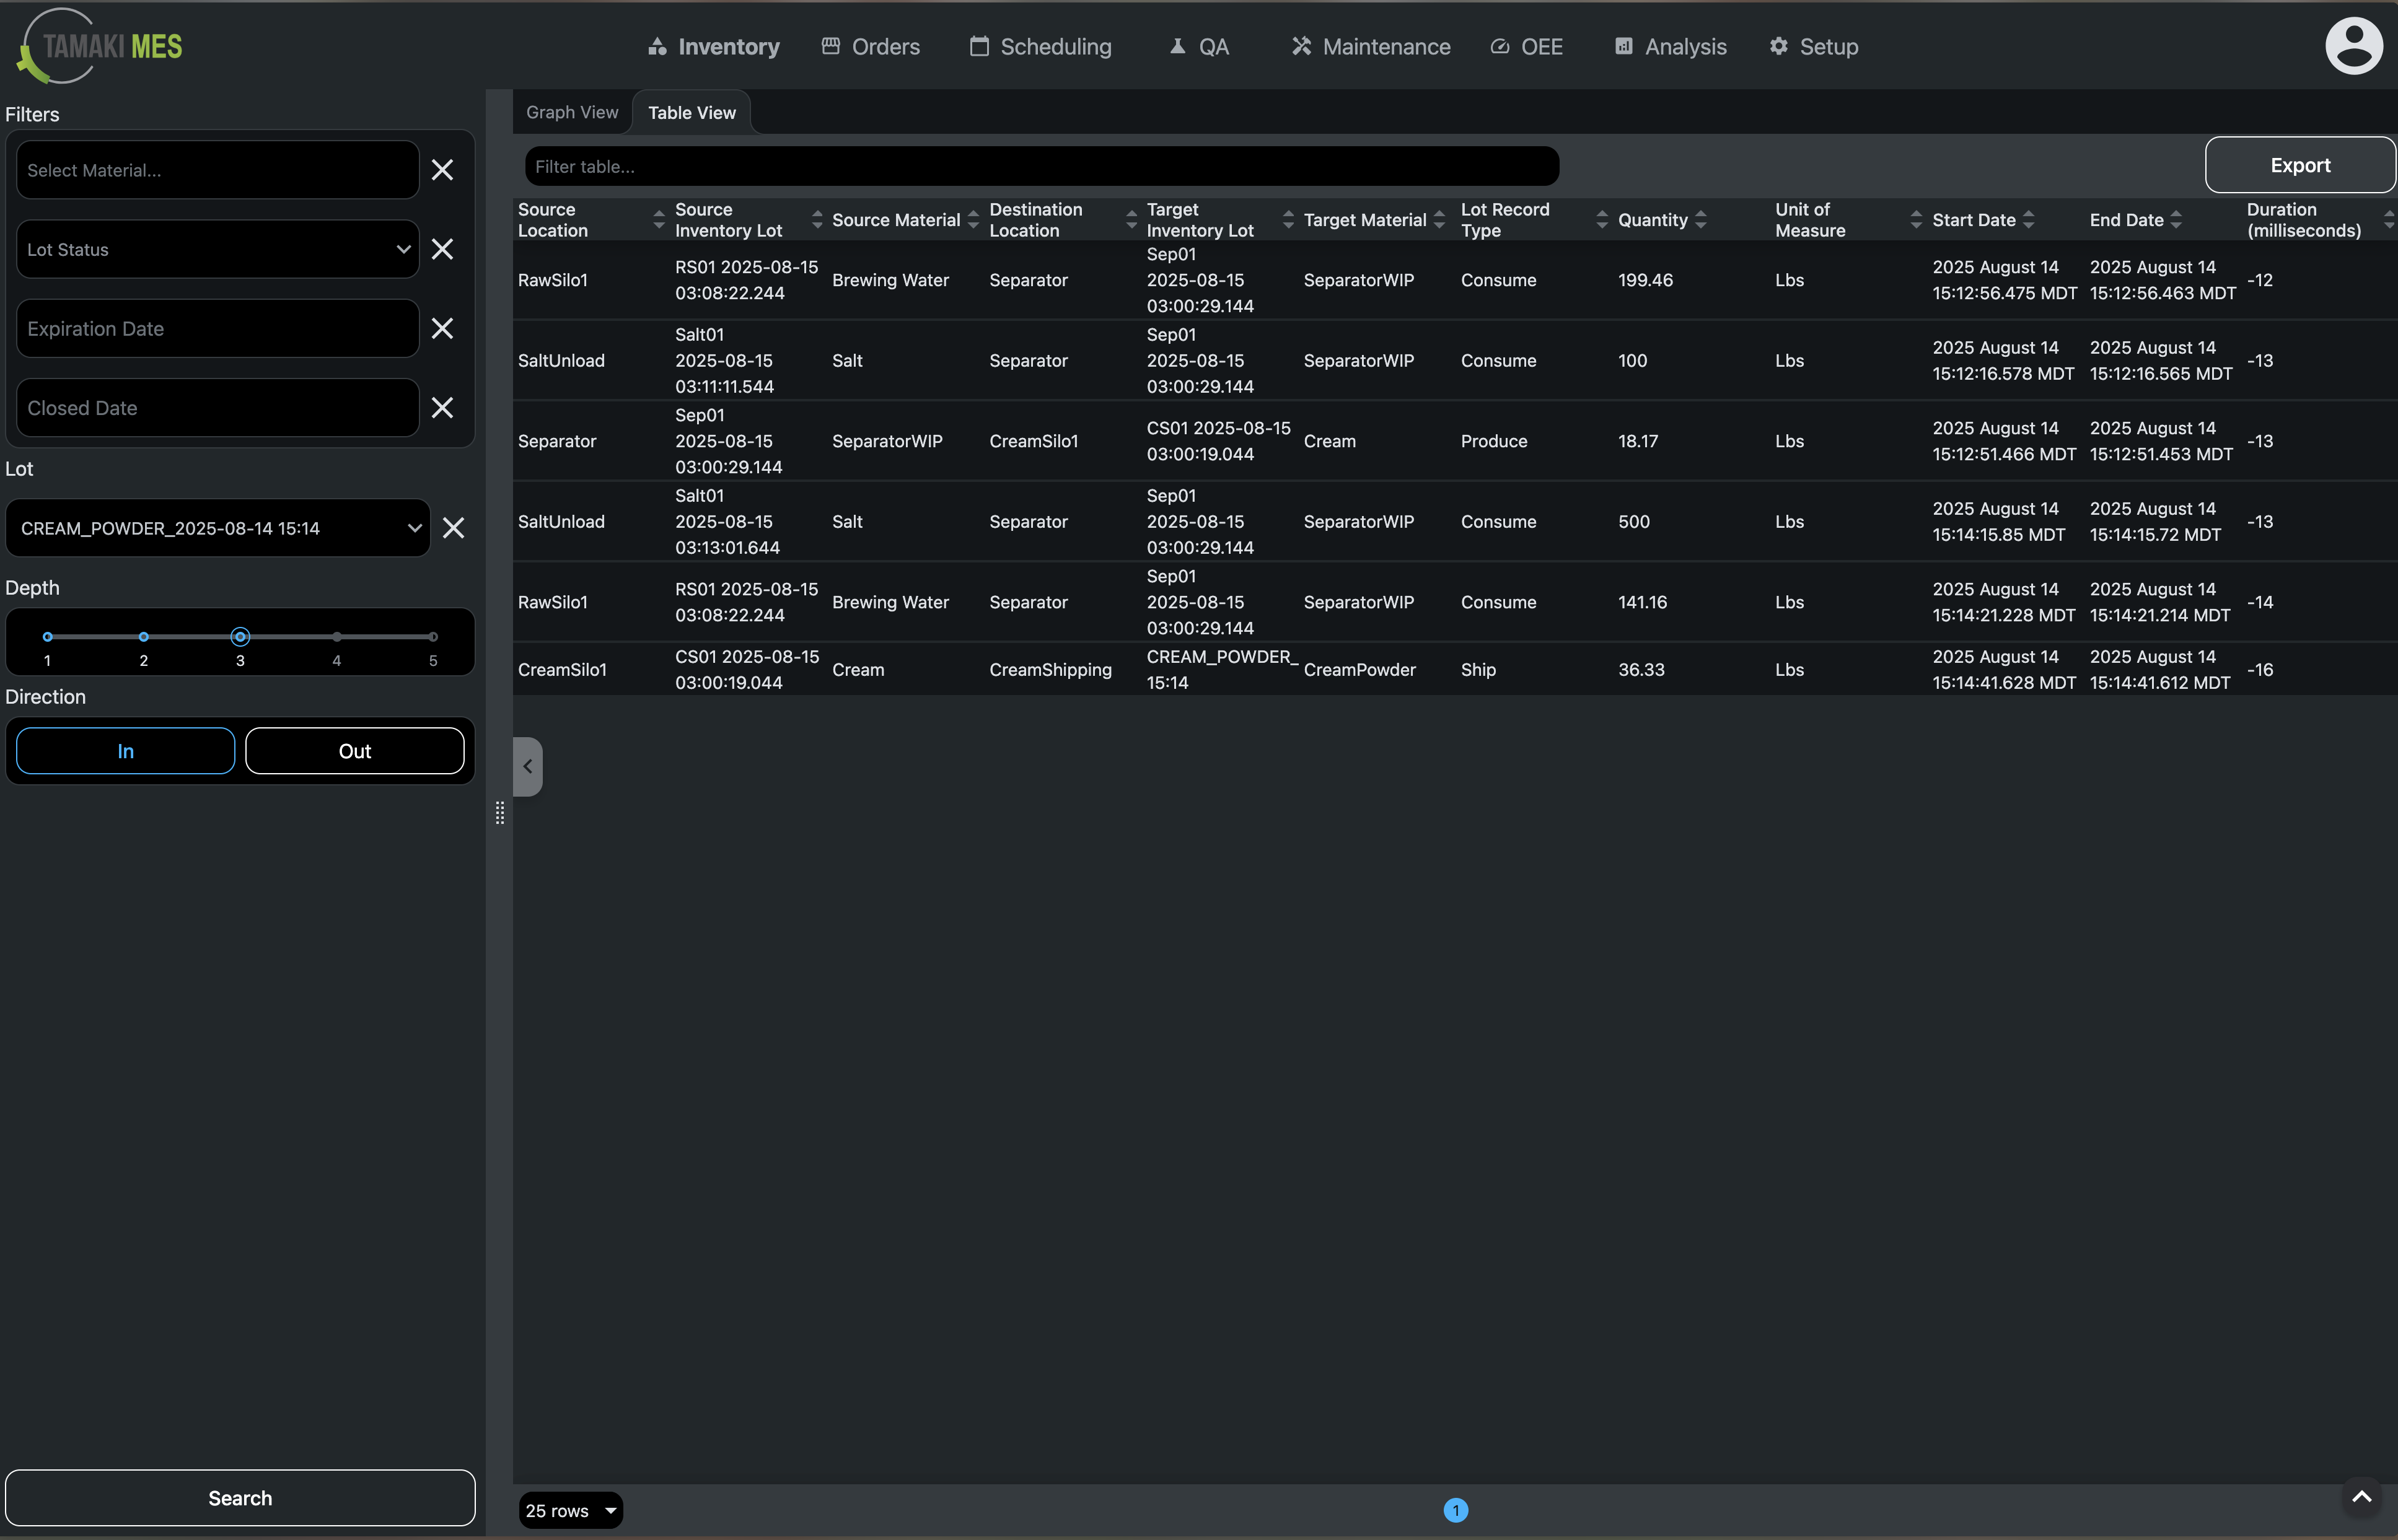 TAMAKI MES
Inventory
Orders
Scheduling
QA
Maintenance
OEE
Analysis
Setup
Filters
Select Material...
Lot Status
Expiration Date
Closed Date
Lot
CREAM_POWDER_2025-08-14 15:14
Depth
1 2 3 4 5
Direction
In
Out
Search
Graph View
Table View
Filter table...
Export
Source Location
Source Inventory Lot
Source Material
Destination Location
Target Inventory Lot
Target Material
Lot Record Type
Quantity
Unit of Measure
Start Date
End Date
Duration (milliseconds)
RawSilo1 RS01 2025-08-15 03:08:22.244 Brewing Water Separator Sep01 2025-08-15 03:00:29.144 SeparatorWIP Consume 199.46 Lbs 2025 August 14 15:12:56.475 MDT 2025 August 14 15:12:56.463 MDT -12
SaltUnload Salt01 2025-08-15 03:11:11.544 Salt Separator Sep01 2025-08-15 03:00:29.144 SeparatorWIP Consume 100 Lbs 2025 August 14 15:12:16.578 MDT 2025 August 14 15:12:16.565 MDT -13
Separator Sep01 2025-08-15 03:00:29.144 SeparatorWIP CreamSilo1 CS01 2025-08-15 03:00:19.044 Cream Produce 18.17 Lbs 2025 August 14 15:12:51.466 MDT 2025 August 14 15:12:51.453 MDT -13
SaltUnload Salt01 2025-08-15 03:13:01.644 Salt Separator Sep01 2025-08-15 03:00:29.144 SeparatorWIP Consume 500 Lbs 2025 August 14 15:14:15.85 MDT 2025 August 14 15:14:15.72 MDT -13
RawSilo1 RS01 2025-08-15 03:08:22.244 Brewing Water Separator Sep01 2025-08-15 03:00:29.144 SeparatorWIP Consume 141.16 Lbs 2025 August 14 15:14:21.228 MDT 2025 August 14 15:14:21.214 MDT -14
CreamSilo1 CS01 2025-08-15 03:00:19.044 Cream CreamShipping CREAM_POWDER_ 15:14 CreamPowder Ship 36.33 Lbs 2025 August 14 15:14:41.628 MDT 2025 August 14 15:14:41.612 MDT -16
25 rows
1